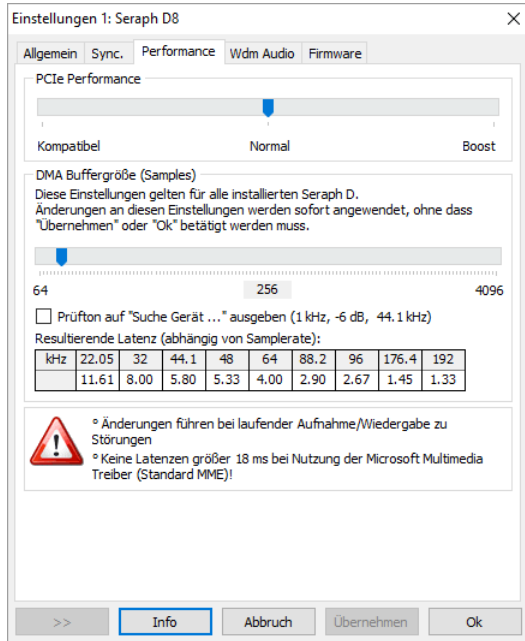 Einstellungen 1: Seraph D8
Allgemein Sync. Performance Wdm Audio Firmware
PCIe Performance
Kompatibel Normal Boost
DMA Buffergröße (Samples)
Diese Einstellungen gelten für alle installierten Seraph D.
Änderungen an diesen Einstellungen werden sofort angewendet, ohne dass
"Übernehmen" oder "Ok" betätigt werden muss.
64 256 4096
Prüfton auf "Suche Gerät ..." ausgeben (1 kHz, -6 dB, 44.1 kHz)
Resultierende Latenz (abhängig von Samplerate):
kHz 22.05 32 44.1 48 64 88.2 96 176.4 192
11.61 8.00 5.80 5.33 4.00 2.90 2.67 1.45 1.33
° Änderungen führen bei laufender Aufnahme/Wiedergabe zu
Störungen
° Keine Latenzen größer 18 ms bei Nutzung der Microsoft Multimedia
Treiber (Standard MME)!
>> Info Abbruch Übernehmen Ok